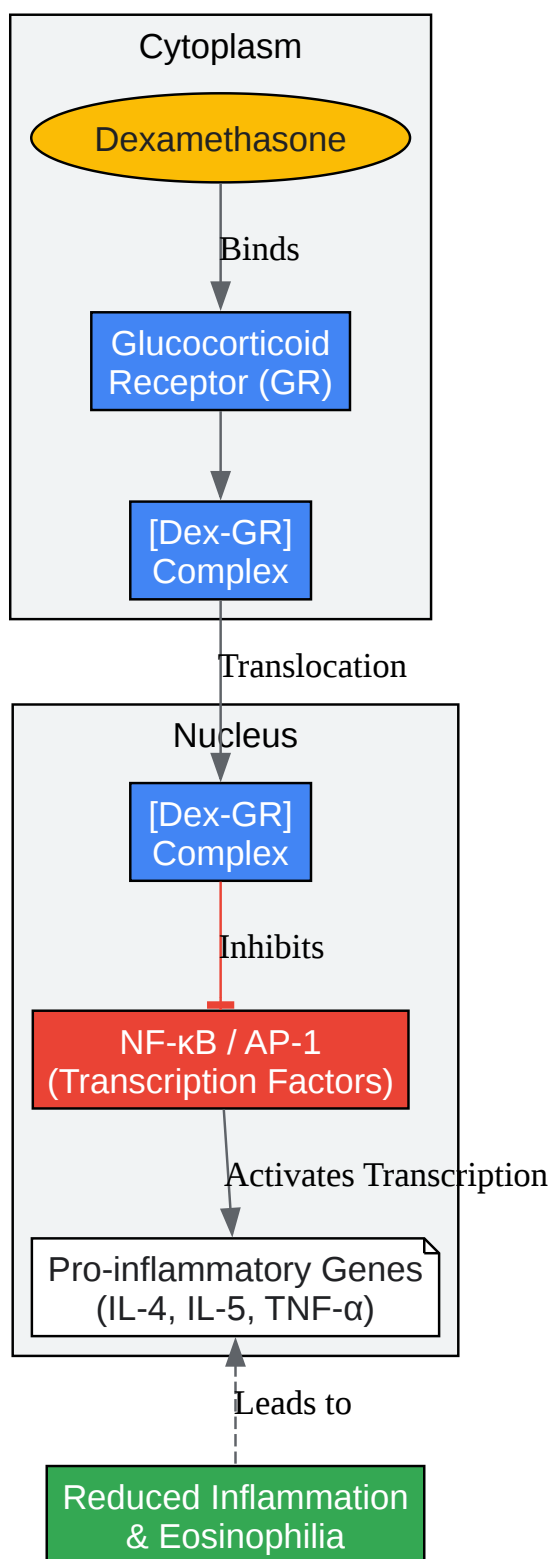 Cytoplasm
Dexamethasone
Binds
Glucocorticoid
Receptor (GR)
[Dex-GR]
Complex
Translocation
Nucleus
[Dex-GR]
Complex
Inhibits
NF-κB / AP-1
(Transcription Factors)
Activates Transcription
Pro-inflammatory Genes
(IL-4, IL-5, TNF-α)
Leads to
Reduced Inflammation
& Eosinophilia